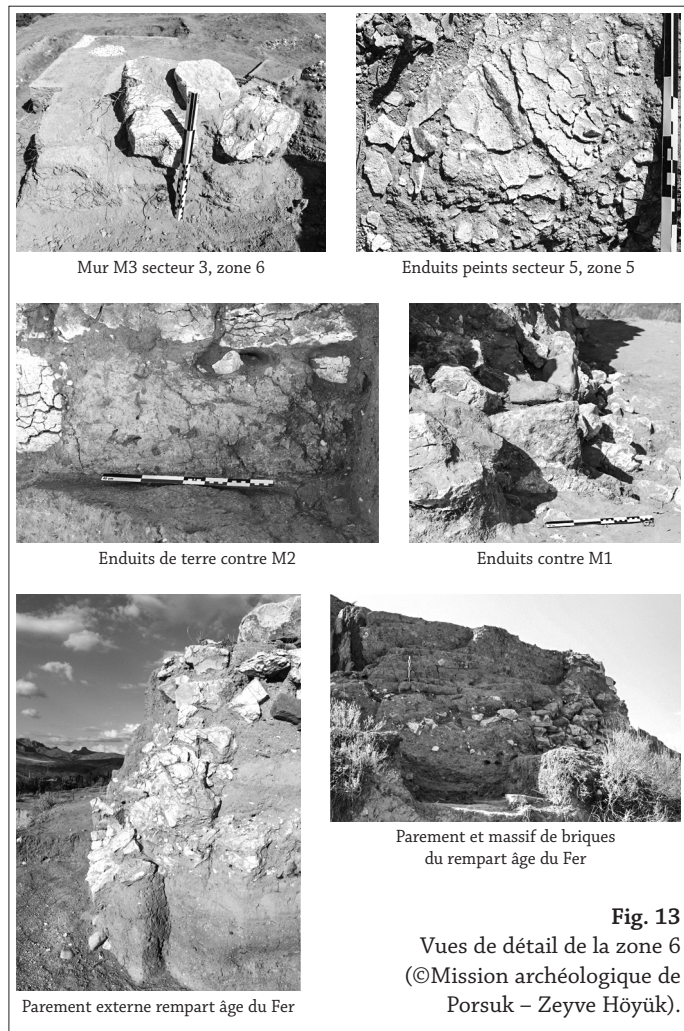 Mur M3 secteur 3, zone 6
Enduits peints secteur 5, zone 5
Enduits de terre contre M2
Enduits contre M1
Parement externe rempart âge du Fer
Parement et massif de briques
du rempart âge du Fer
Fig. 13
Vues de détail de la zone 6
(©Mission archéologique de
Porsuk – Zeyve Höyük).